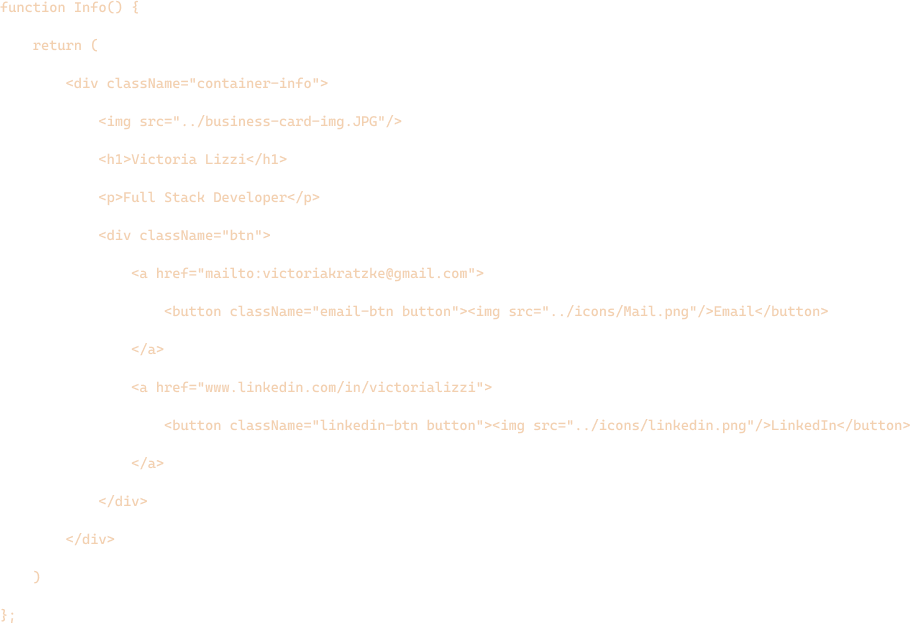 function Info() {
return (
<div className="container-info">
<img src="../business-card-img.JPG"/>
<h1>Victoria Lizzi</h1>
<p>Full Stack Developer</p>
<div className="btn">
<a href="mailto:victoriakratzke@gmail.com">
<button className="email-btn button"><img src="../icons/Mail.png"/>Email</button>
</a>
<a href="www.linkedin.com/in/victorializzi">
<button className="linkedin-btn button"><img src="../icons/linkedin.png"/>LinkedIn</button>
</a>
</div>
</div>
)
};